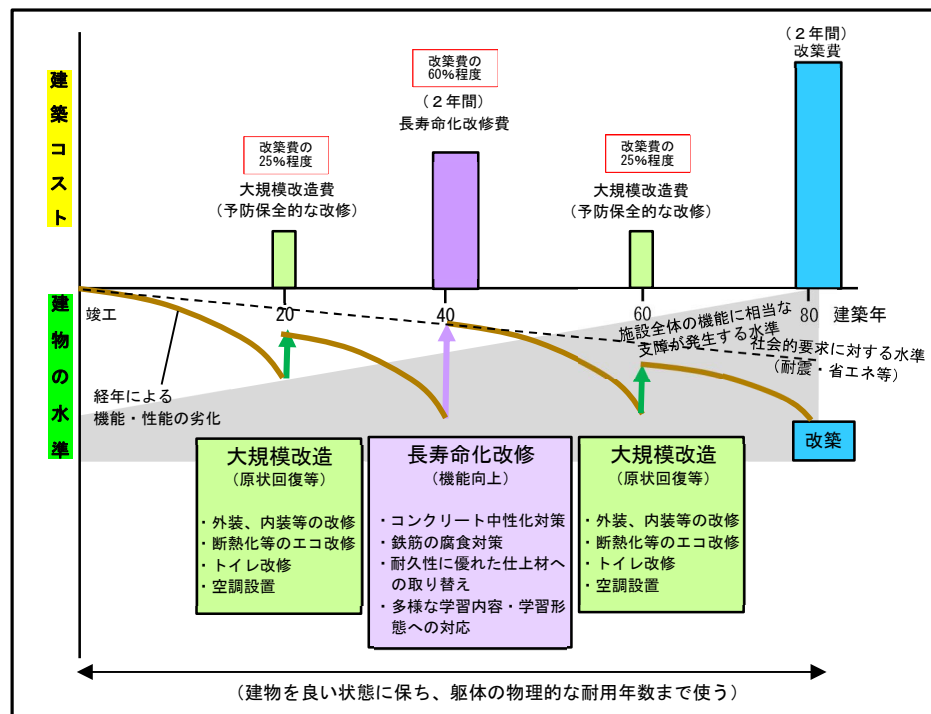 建築コスト
建物の水準
改築費の
25%程度
大規模改造費
(予防保全的な改修)
改築費の
60%程度
(２年間)
長寿命化改修費
改築費の
25%程度
大規模改造費
(予防保全的な改修)
(２年間)
改築費
竣工
20
40
60
80
建築年
施設全体の機能に相当な
支障が発生する水準
社会的要求に対する水準
(耐震・省エネ等)
経年による
機能・性能の劣化
大規模改造
(原状回復等)
・外装、内装等の改修
・断熱化等のエコ改修
・トイレ改修
・空調設置
長寿命化改修
(機能向上)
・コンクリート中性化対策
・鉄筋の腐食対策
・耐久性に優れた仕上材へ
の取り替え
・多様な学習内容・学習形
態への対応
大規模改造
(原状回復等)
・外装、内装等の改修
・断熱化等のエコ改修
・トイレ改修
・空調設置
改築
(建物を良い状態に保ち、躯体の物理的な耐用年数まで使う)